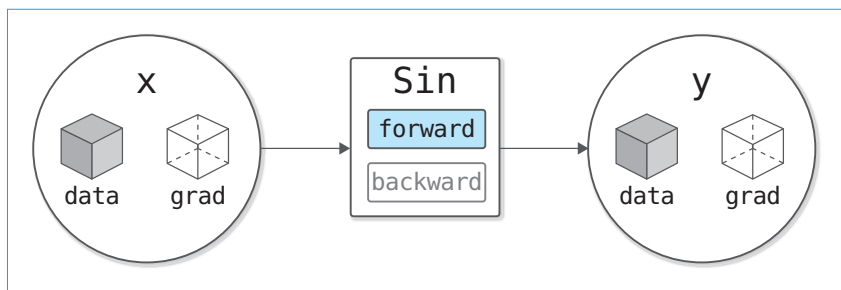 x
data grad
Sin
forward
backward
y
data grad